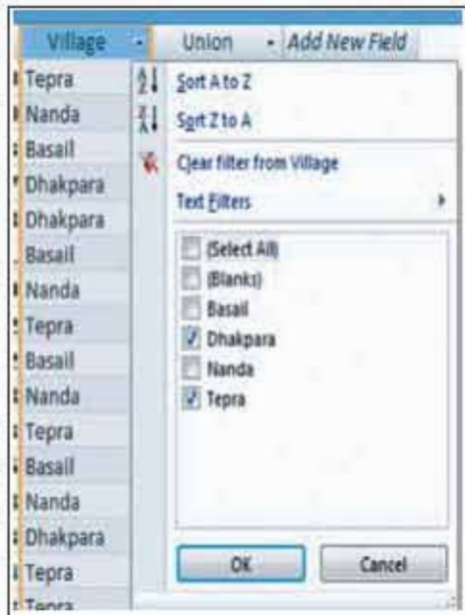 Village Union Add New Field
Tepra
Nanda
Basail
Dhakpara
Dhakpara
Basail
Nanda
Tepra
Basail
Nanda
Tepra
Basail
Nanda
Dhakpara
Tepra
Tepra
Sort A to Z
Sort Z to A
Clear filter from Village
Text Filters
(Select All)
(Blanks)
Basail
Dhakpara
Nanda
Tepra
OK Cancel